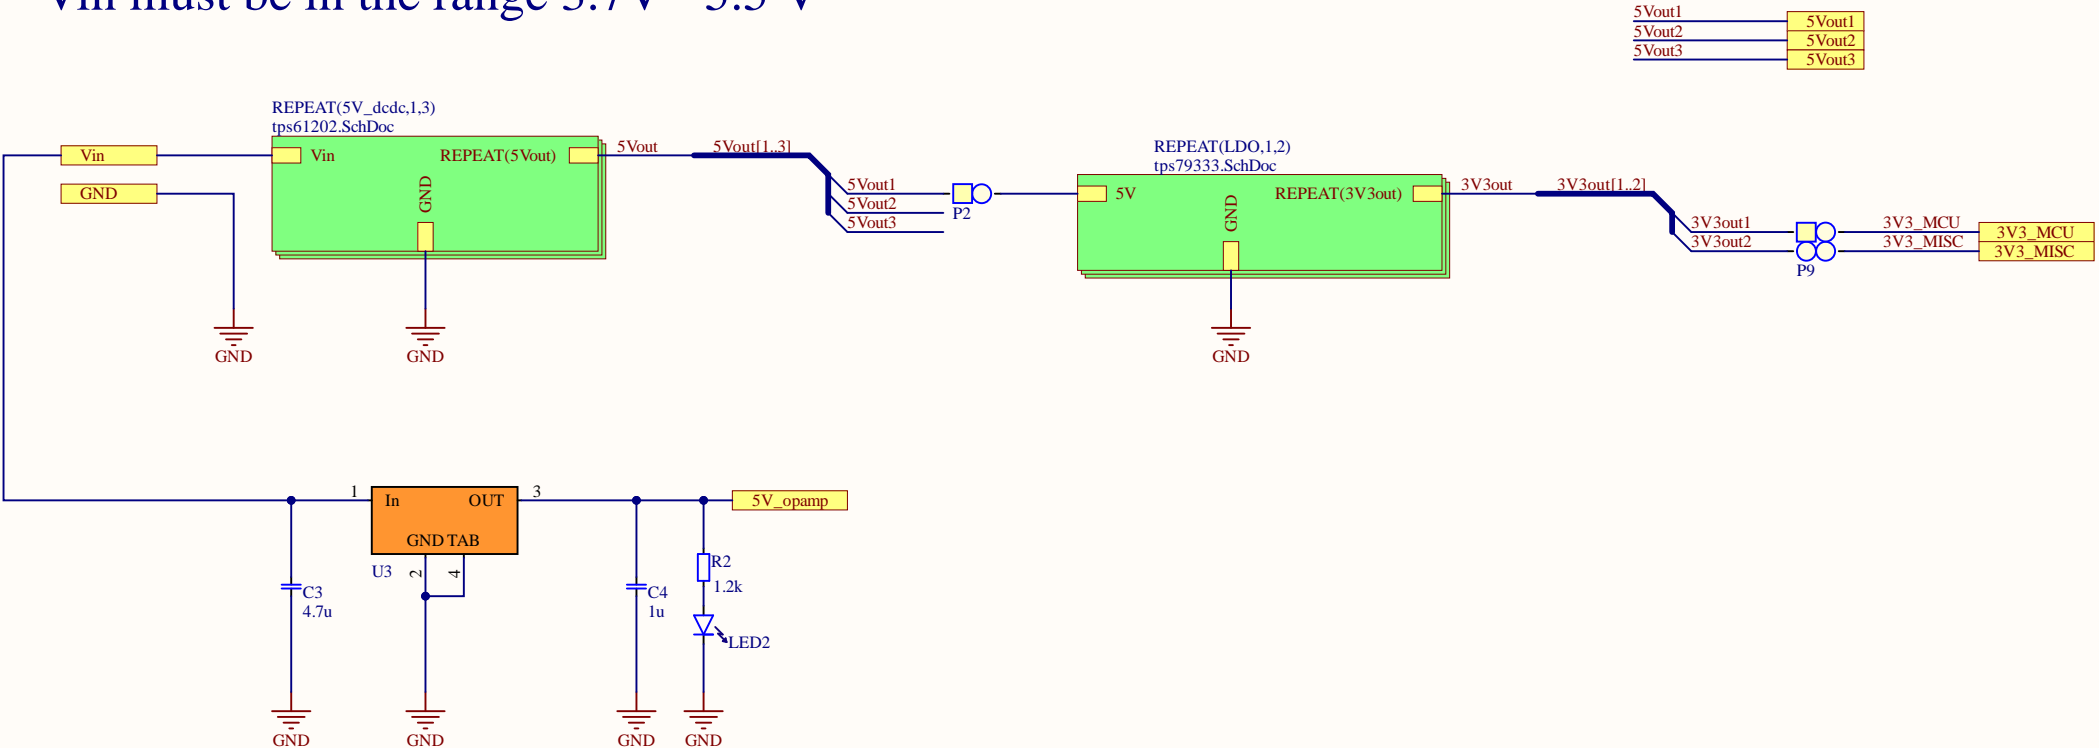 Vin must be in the range 3.7V - 5.5 V
5Vout1 5Vout1
5Vout2 5Vout2
5Vout3 5Vout3
REPEAT(5V_dcdc,1,3)
tps61202.SchDoc
Vin
Vin
REPEAT(5Vout)
GND
5Vout
5Vout[1..3]
GND
GND
GND
5Vout1
5Vout2
5Vout3
P2
REPEAT(LDO,1,2)
tps79333.SchDoc
5V
REPEAT(3V3out)
GND
3V3out
3V3out[1..2]
GND
3V3out1
3V3out2
P9
3V3_MCU 3V3_MCU
3V3_MISC 3V3_MISC
1
In
OUT
GND TAB
3
U3
2
4
5V_opamp
C3
4.7u
C4
1u
R2
1.2k
LED2
GND
GND
GND
GND